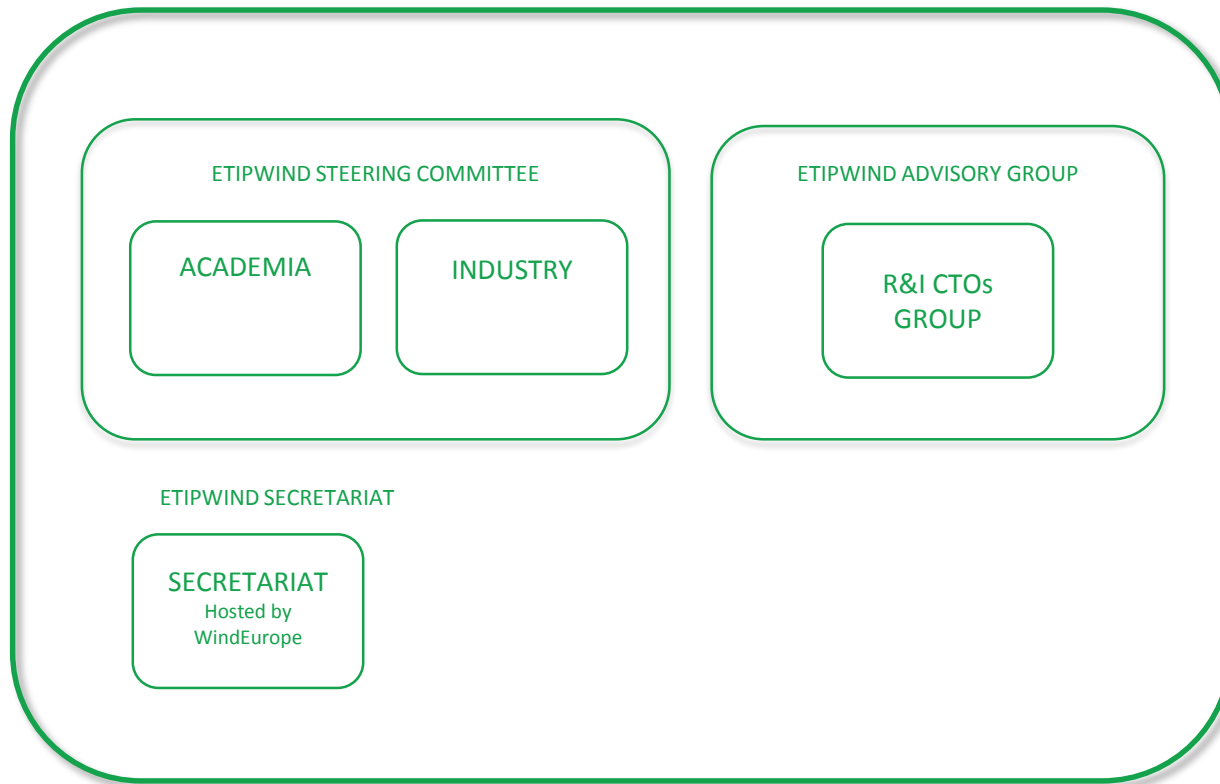 ETIPWIND STEERING COMMITTEE
ACADEMIA
INDUSTRY
ETIPWIND ADVISORY GROUP
R&I CTOs
GROUP
ETIPWIND SECRETARIAT
SECRETARIAT
Hosted by
WindEurope